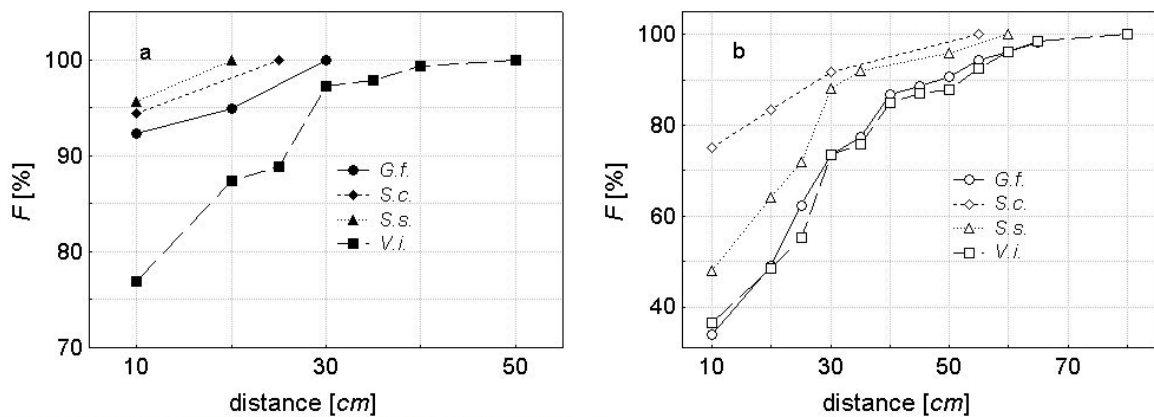 a
100
90
80
70
F [%]
10 30 50
distance [cm]
G.f.
S.c.
S.s.
V.i.
b
100
80
60
40
F [%]
10 30 50 70
distance [cm]
G.f.
S.c.
S.s.
V.i.